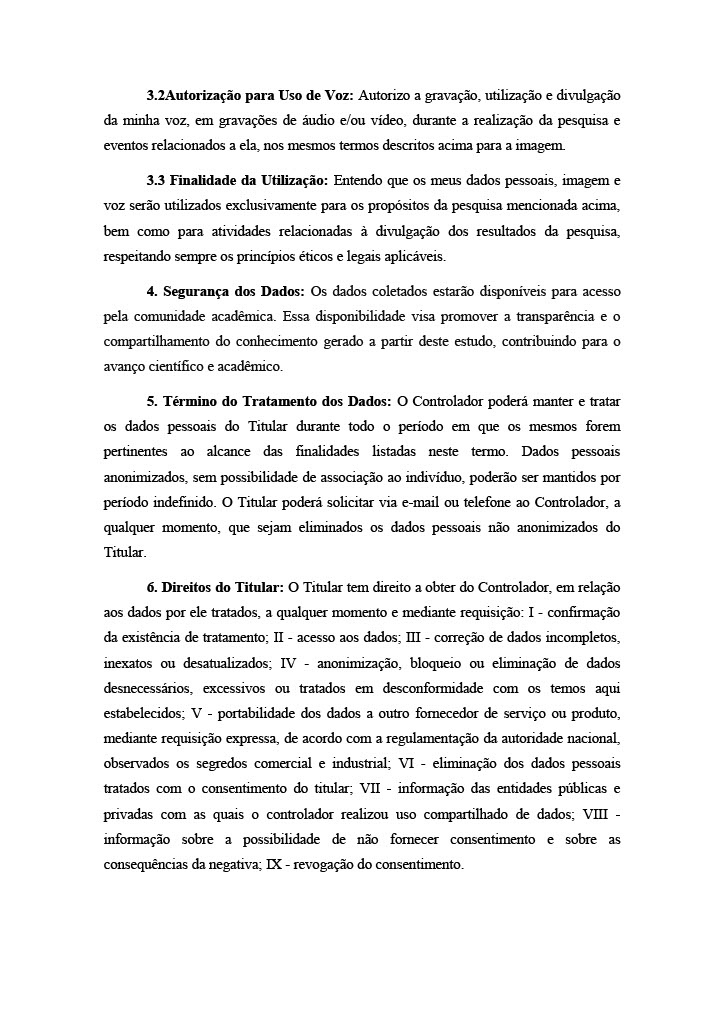 3.2Autorização para Uso de Voz: Autorizo a gravação, utilização e divulgação
da minha voz, em gravações de áudio e/ou vídeo, durante a realização da pesquisa e
eventos relacionados a ela, nos mesmos termos descritos acima para a imagem.
3.3 Finalidade da Utilização: Entendo que os meus dados pessoais, imagem e
voz serão utilizados exclusivamente para os propósitos da pesquisa mencionada acima,
bem como para atividades relacionadas à divulgação dos resultados da pesquisa,
respeitando sempre os princípios éticos e legais aplicáveis.
4. Segurança dos Dados: Os dados coletados estarão disponíveis para acesso
pela comunidade acadêmica. Essa disponibilidade visa promover a transparência e o
compartilhamento do conhecimento gerado a partir deste estudo, contribuindo para o
avanço científico e acadêmico.
5. Término do Tratamento dos Dados: O Controlador poderá manter e tratar
os dados pessoais do Titular durante todo o período em que os mesmos forem
pertinentes ao alcance das finalidades listadas neste termo. Dados pessoais
anonimizados, sem possibilidade de associação ao indivíduo, poderão ser mantidos por
período indefinido. O Titular poderá solicitar via e-mail ou telefone ao Controlador, a
qualquer momento, que sejam eliminados os dados pessoais não anonimizados do
Titular.
6. Direitos do Titular: O Titular tem direito a obter do Controlador, em relação
aos dados por ele tratados, a qualquer momento e mediante requisição: I - confirmação
da existência de tratamento; II - acesso aos dados; III - correção de dados incompletos,
inexatos ou desatualizados; IV - anonimização, bloqueio ou eliminação de dados
desnecessários, excessivos ou tratados em desconformidade com os temos aqui
estabelecidos; V - portabilidade dos dados a outro fornecedor de serviço ou produto,
mediante requisição expressa, de acordo com a regulamentação da autoridade nacional,
observados os segredos comercial e industrial; VI - eliminação dos dados pessoais
tratados com o consentimento do titular; VII - informação das entidades públicas e
privadas com as quais o controlador realizou uso compartilhado de dados; VIII -
informação sobre a possibilidade de não fornecer consentimento e sobre as
consequências da negativa; IX - revogação do consentimento.